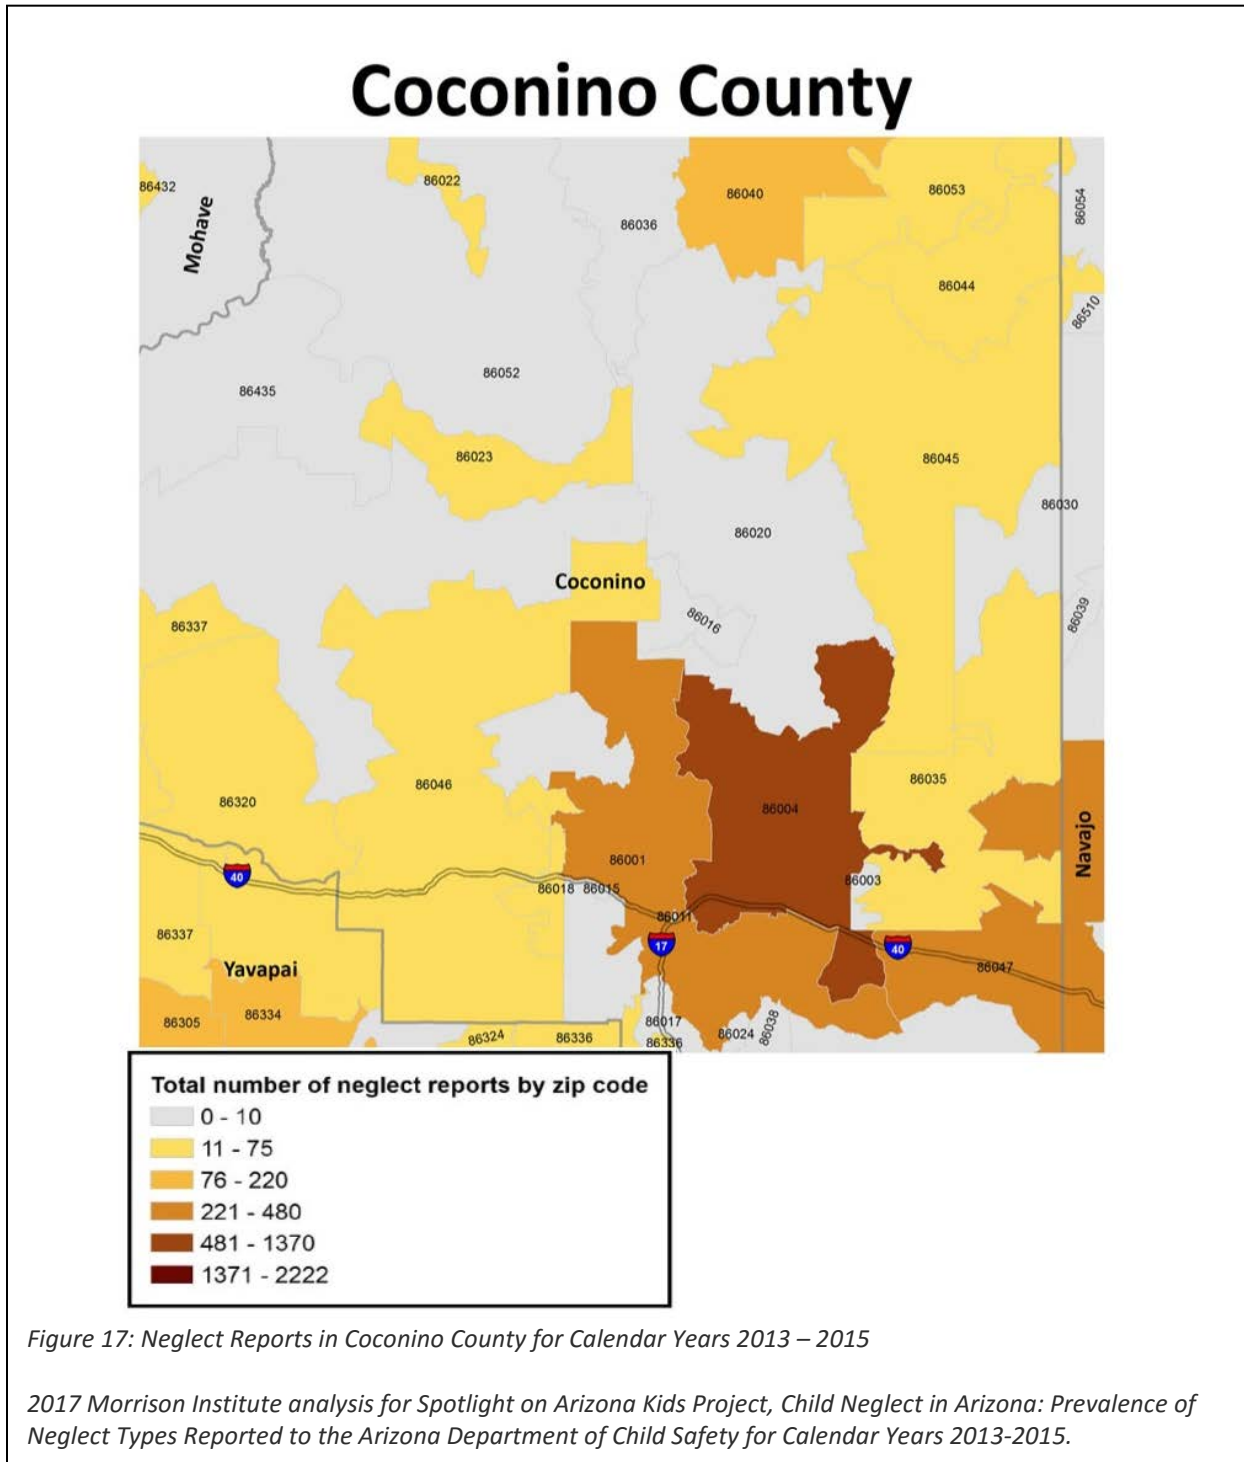 Coconino County
86432
Mohave
86022
86036
86040
86053
86054
86044
86510
86052
86435
86023
86045
86030
86020
Coconino
86016
86039
86337
86046
86320
86004
86035
Navajo
86001
40
86018
86015
86003
86011
17
40
86337
Yavapai
86047
86305
86334
86324
86336
86017
86336
86024
86038
Total number of neglect reports by zip code
0 - 10
11 - 75
76 - 220
221 - 480
481 - 1370
1371 - 2222
Figure 17: Neglect Reports in Coconino County for Calendar Years 2013 – 2015
2017 Morrison Institute analysis for Spotlight on Arizona Kids Project, Child Neglect in Arizona: Prevalence of
Neglect Types Reported to the Arizona Department of Child Safety for Calendar Years 2013-2015.